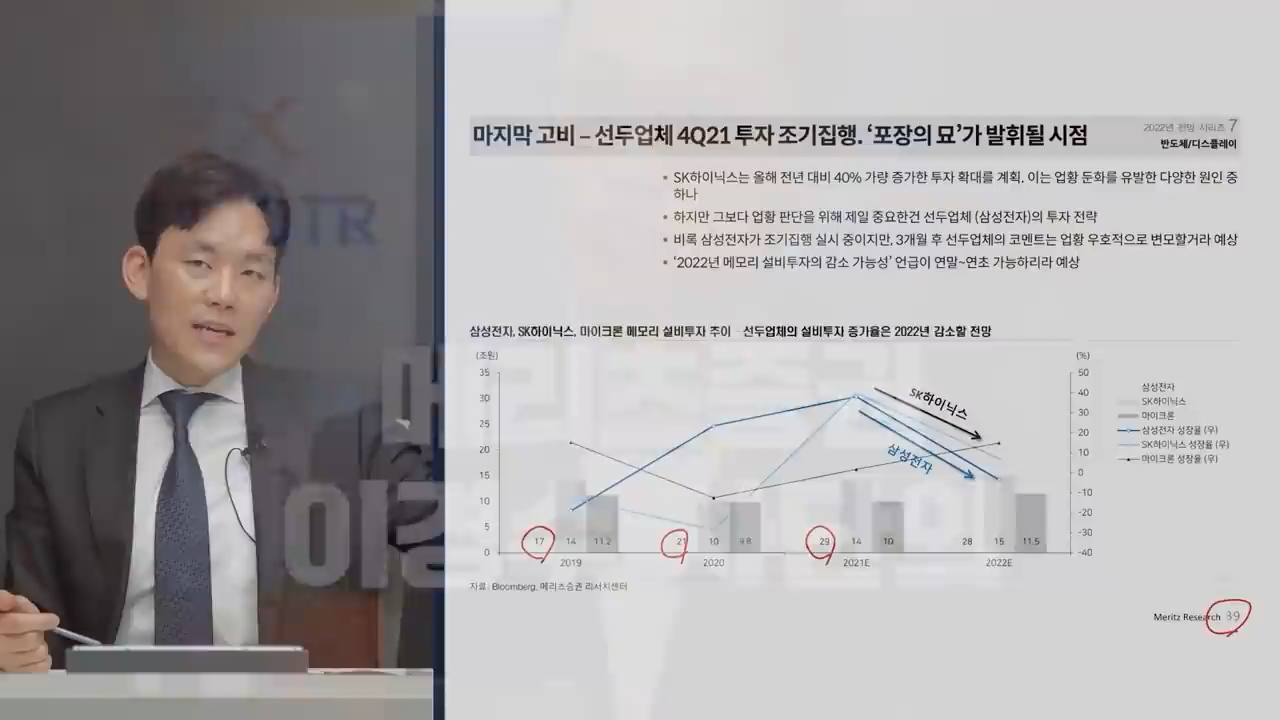 마지막 고비 – 선두업체 4Q21 투자 조기집행. ‘포장의 묘’가 발휘될 시점
2022년 전망 시리즈 7
반도체/디스플레이
▪ SK하이닉스는 올해 전년 대비 40% 가량 증가한 투자 확대를 계획. 이는 업황 둔화를 유발한 다양한 원인 중
하나
▪ 하지만 그보다 업황 판단을 위해 제일 중요한건 선두업체 (삼성전자)의 투자 전략
▪ 비록 삼성전자가 조기집행 실시 중이지만, 3개월 후 선두업체의 코멘트는 업황 우호적으로 변모할거라 예상
▪ ‘2022년 메모리 설비투자의 감소 가능성’ 언급이 연말~연초 가능하리라 예상
삼성전자, SK하이닉스, 마이크론 메모리 설비투자 추이 – 선두업체의 설비투자 증가율은 2022년 감소할 전망
(조원) (%)
35 50
30 40
25 30
20 20
15 10
10 0
5 -10
0 -20
-30
-40
SK하이닉스
삼성전자
삼성전자
SK하이닉스
마이크론
삼성전자 성장율 (우)
SK하이닉스 성장율 (우)
마이크론 성장율 (우)
17 14 11.2 21 10 9.8 29 14 10 28 15 11.5
2019 2020 2021E 2022E
자료: Bloomberg, 메리츠증권 리서치센터
Meritz Research 39
TR